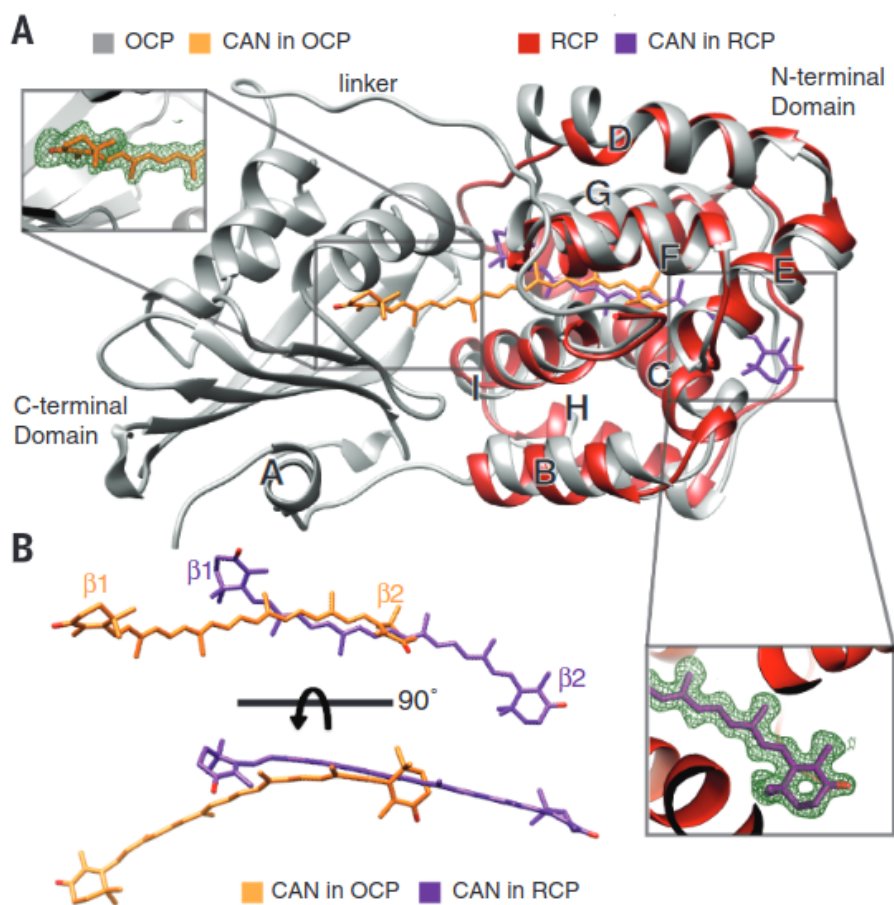 A
OCP CAN in OCP RCP CAN in RCP
linker
N-terminal
Domain
D
G
F
E
C
I
H
C-terminal
Domain
A
B
B
β1
β1
β2
β2
90°
CAN in OCP CAN in RCP